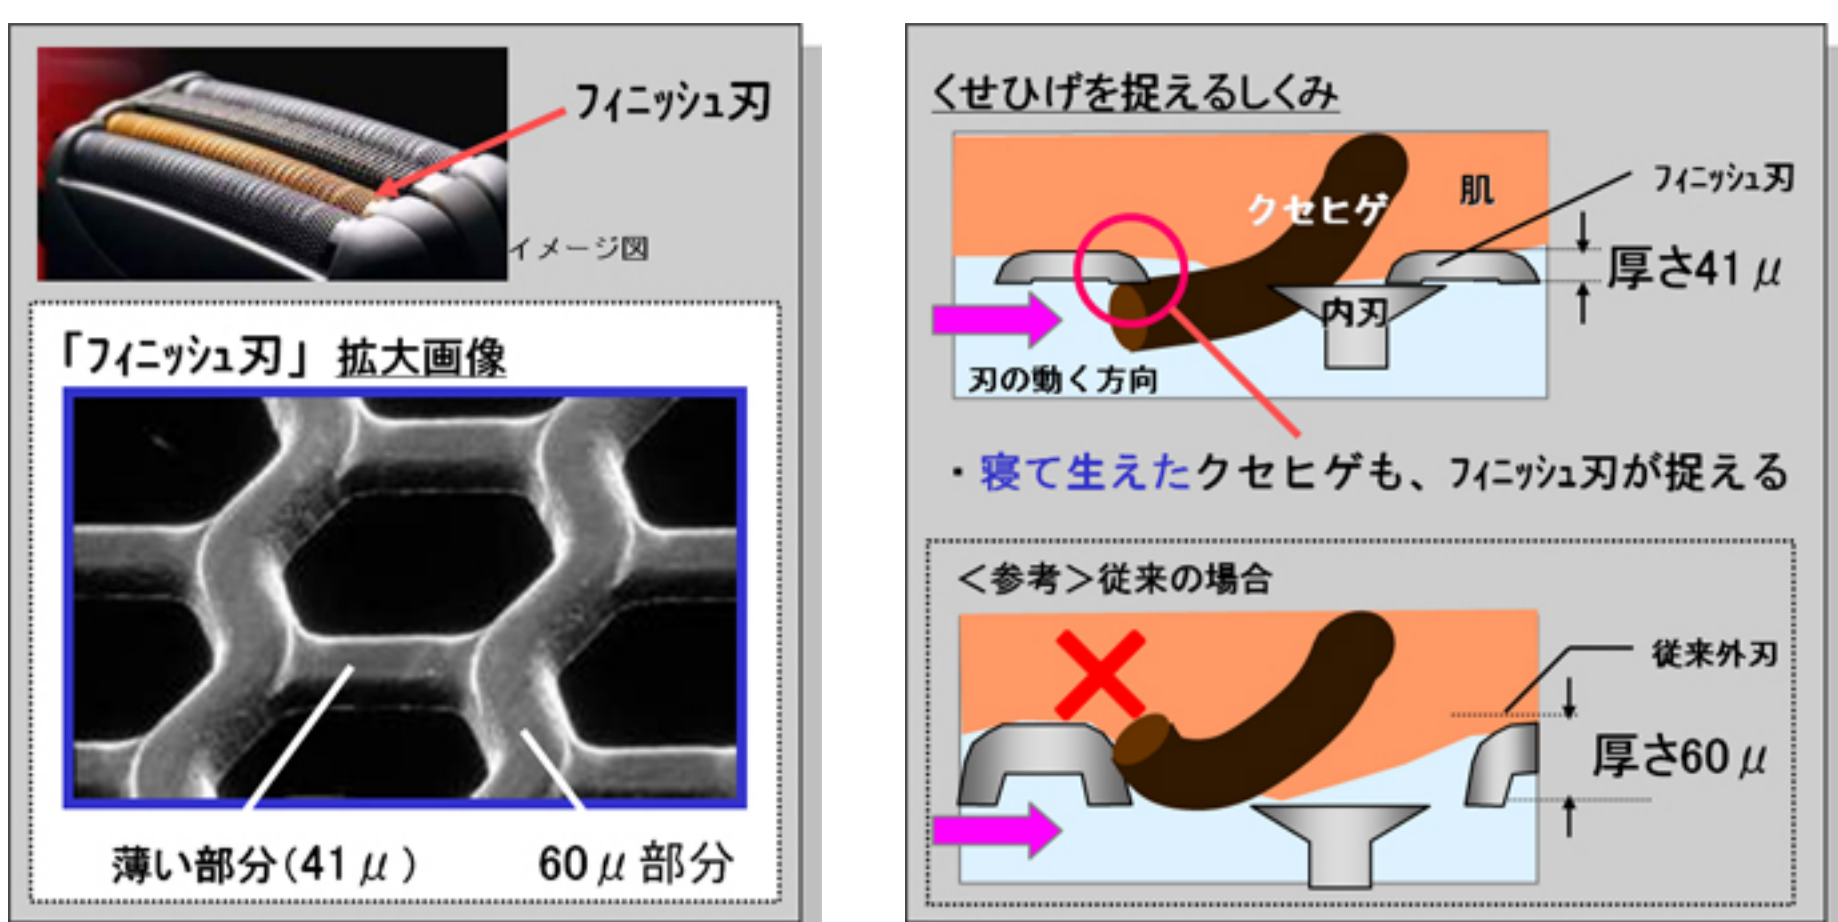 フィニッシュ刃
イメージ図
「フィニッシュ刃」 拡大画像
薄い部分(41μ)
60μ部分
くせひげを捉えるしくみ
クセヒゲ
肌
フィニッシュ刃
厚さ41μ
内刃
刃の動く方向
・寝て生えたクセヒゲも、フィニッシュ刃が捉える
<参考>従来の場合
従来外刃
厚さ60μ